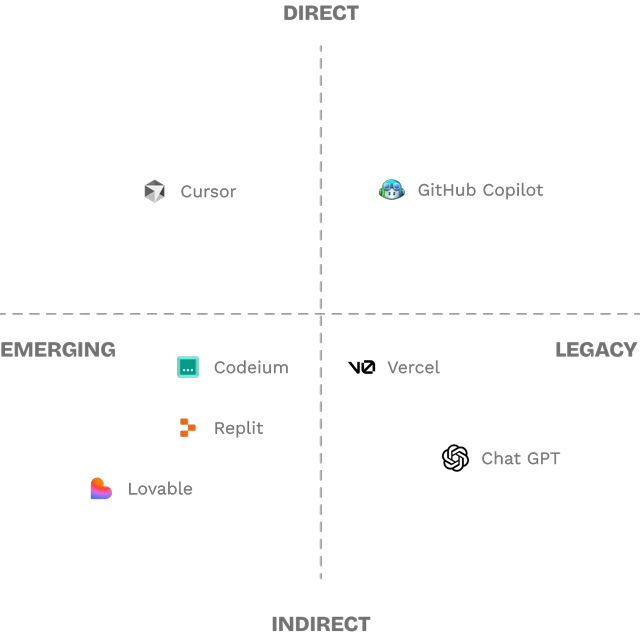 DIRECT
Cursor
GitHub Copilot
EMERGING
LEGACY
Codeium
v0 Vercel
Replit
Chat GPT
Lovable
INDIRECT